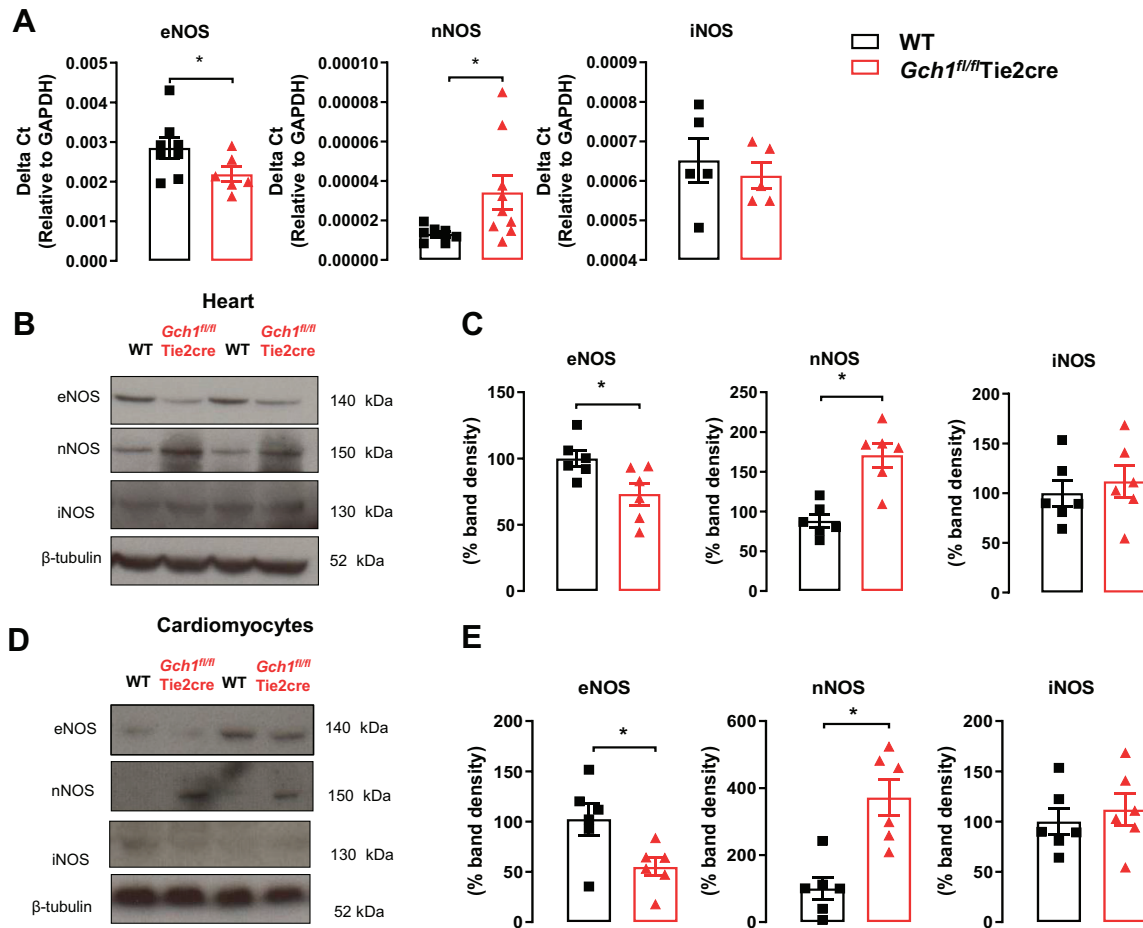 A
eNOS
nNOS
iNOS
WT
Gch1fl/flTie2cre
Delta Ct
(Relative to GAPDH)
0.005
0.004
0.003
0.002
0.001
0.000
*
Delta Ct
(Relative to GAPDH)
0.00010
0.00008
0.00006
0.00004
0.00002
0.00000
*
Delta Ct
(Relative to GAPDH)
0.0009
0.0008
0.0007
0.0006
0.0005
0.0004
B
Heart
WT
Gch1fl/fl
Tie2cre
WT
Gch1fl/fl
Tie2cre
eNOS
140 kDa
nNOS
150 kDa
iNOS
130 kDa
β-tubulin
52 kDa
C
eNOS
(% band density)
150
100
50
0
*
nNOS
(% band density)
250
200
150
100
50
0
*
iNOS
(% band density)
200
150
100
50
0
D
Cardiomyocytes
WT
Gch1fl/fl
Tie2cre
WT
Gch1fl/fl
Tie2cre
eNOS
140 kDa
nNOS
150 kDa
iNOS
130 kDa
β-tubulin
52 kDa
E
eNOS
(% band density)
200
150
100
50
0
*
nNOS
(% band density)
600
400
200
0
*
iNOS
(% band density)
200
150
100
50
0